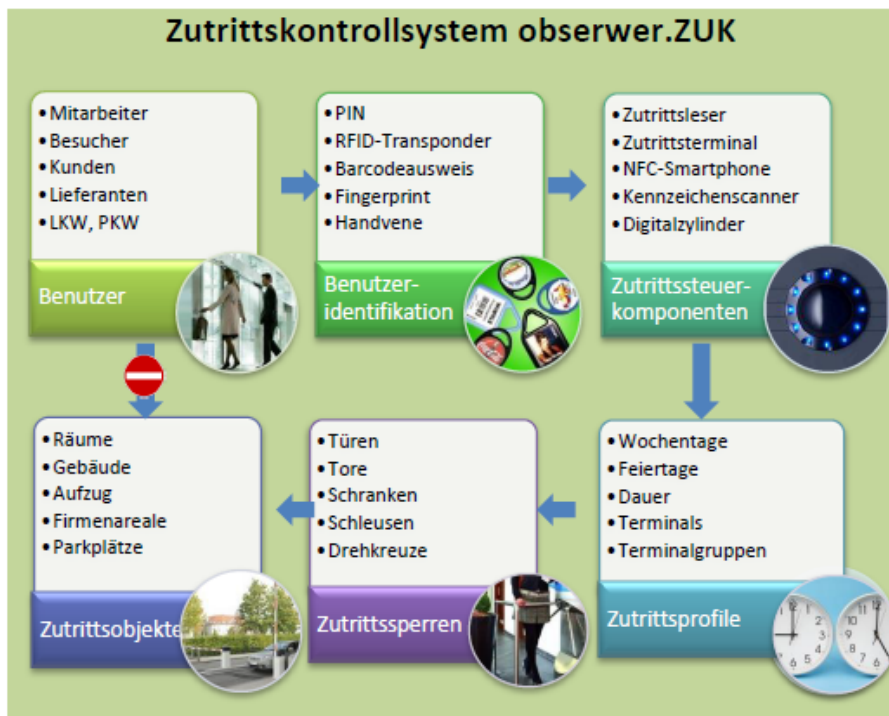 Zutrittskontrollsystem obserwer.ZUK
•Mitarbeiter
•Besucher
•Kunden
•Lieferanten
•LKW, PKW
Benutzer
•PIN
•RFID-Transponder
•Barcodeausweis
•Fingerprint
•Handvene
Benutzer-
identifikation
•Zutrittsleser
•Zutrittsterminal
•NFC-Smartphone
•Kennzeichenscanner
•Digitalzylinder
Zutrittssteuer-
komponenten
•Räume
•Gebäude
•Aufzug
•Firmenareale
•Parkplätze
Zutrittsobjekte
•Türen
•Tore
•Schranken
•Schleusen
•Drehkreuze
Zutrittssperren
•Wochentage
•Feiertage
•Dauer
•Terminals
•Terminalgruppen
Zutrittsprofile